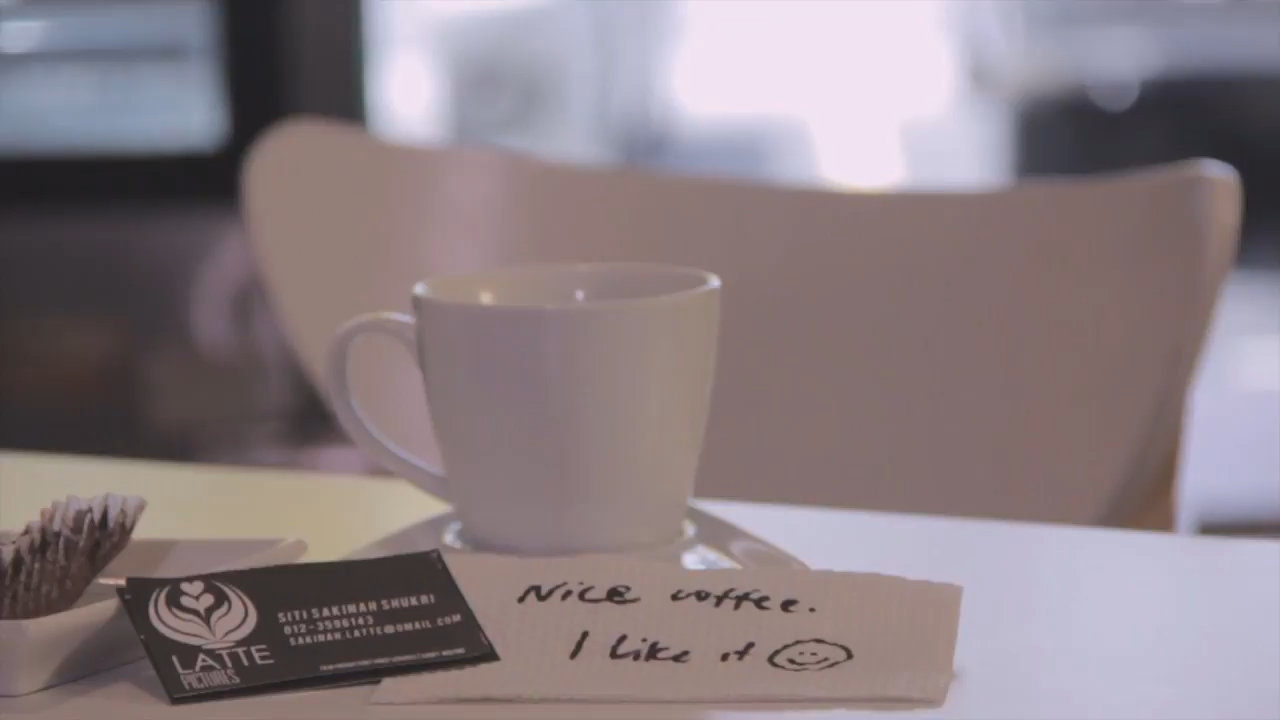 SITI SAKINAH SHUKRI
012-3596143
SAKINAH.LATTE@GMAIL.COM
LATTE
PICTURES
Nice coffee.
I like it